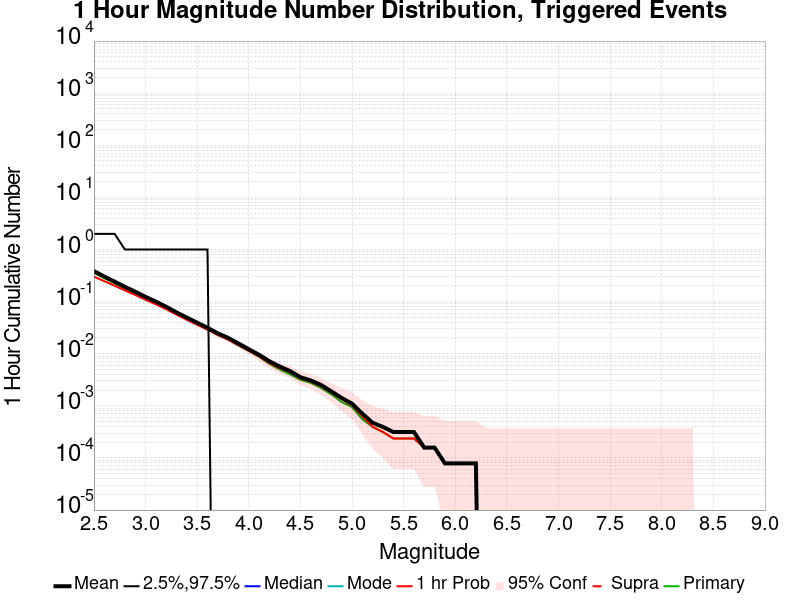 1 Hour Magnitude Number Distribution, Triggered Events
1 Hour Cumulative Number
10^4
10^3
10^2
10^1
10^0
10^-1
10^-2
10^-3
10^-4
10^-5
2.5 3.0 3.5 4.0 4.5 5.0 5.5 6.0 6.5 7.0 7.5 8.0 8.5 9.0
Magnitude
Mean 2.5%,97.5% Median Mode 1 hr Prob 95% Conf Supra Primary